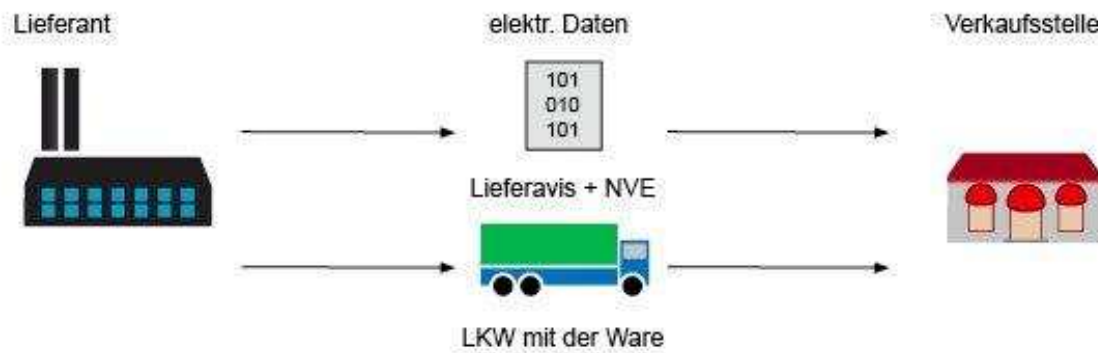 Lieferant
elektr. Daten
Verkaufsstelle
101
010
101
Lieferavis + NVE
LKW mit der Ware